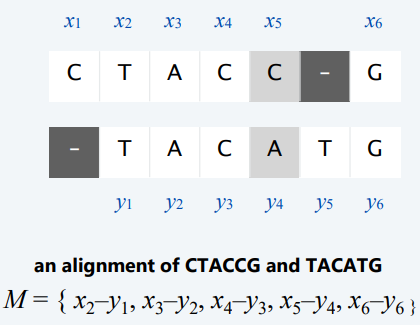 x1 x2 x3 x4 x5 x6
C T A C C – G
– T A C A T G
y1 y2 y3 y4 y5 y6
an alignment of CTACCG and TACATG
M = { x2–y1, x3–y2, x4–y3, x5–y4, x6–y6 }